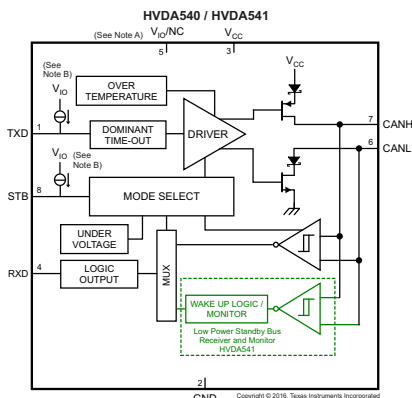 HVDA540 / HVDA541
(See Note A) VIO/NC
VCC
5
3
(See Note B)
VIO
VCC
OVER TEMPERATURE
TXD
1
DOMINANT TIME-OUT
DRIVER
7
CANH
6
CANL
VIO
(See Note B)
STB
8
MODE SELECT
UNDER VOLTAGE
RXD
4
LOGIC OUTPUT
MUX
WAKE UP LOGIC / MONITOR
Low Power Standby Bus
Receiver and Monitor
HVDA541
2
GND
Copyright © 2016, Texas Instruments Incorporated